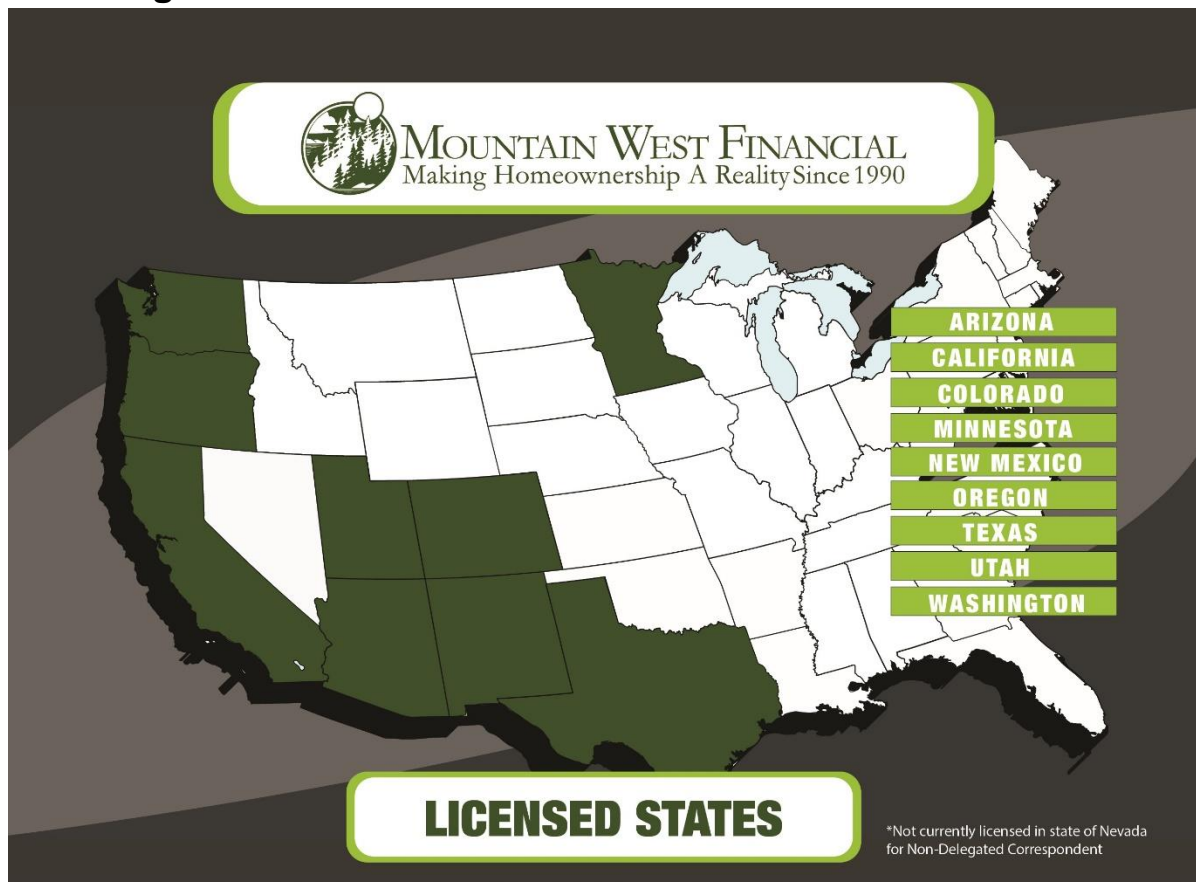 MOUNTAIN WEST FINANCIAL
Making Homeownership A Reality Since 1990
ARIZONA
CALIFORNIA
COLORADO
MINNESOTA
NEW MEXICO
OREGON
TEXAS
UTAH
WASHINGTON
LICENSED STATES
*Not currently licensed in state of Nevada
for Non-Delegated Correspondent